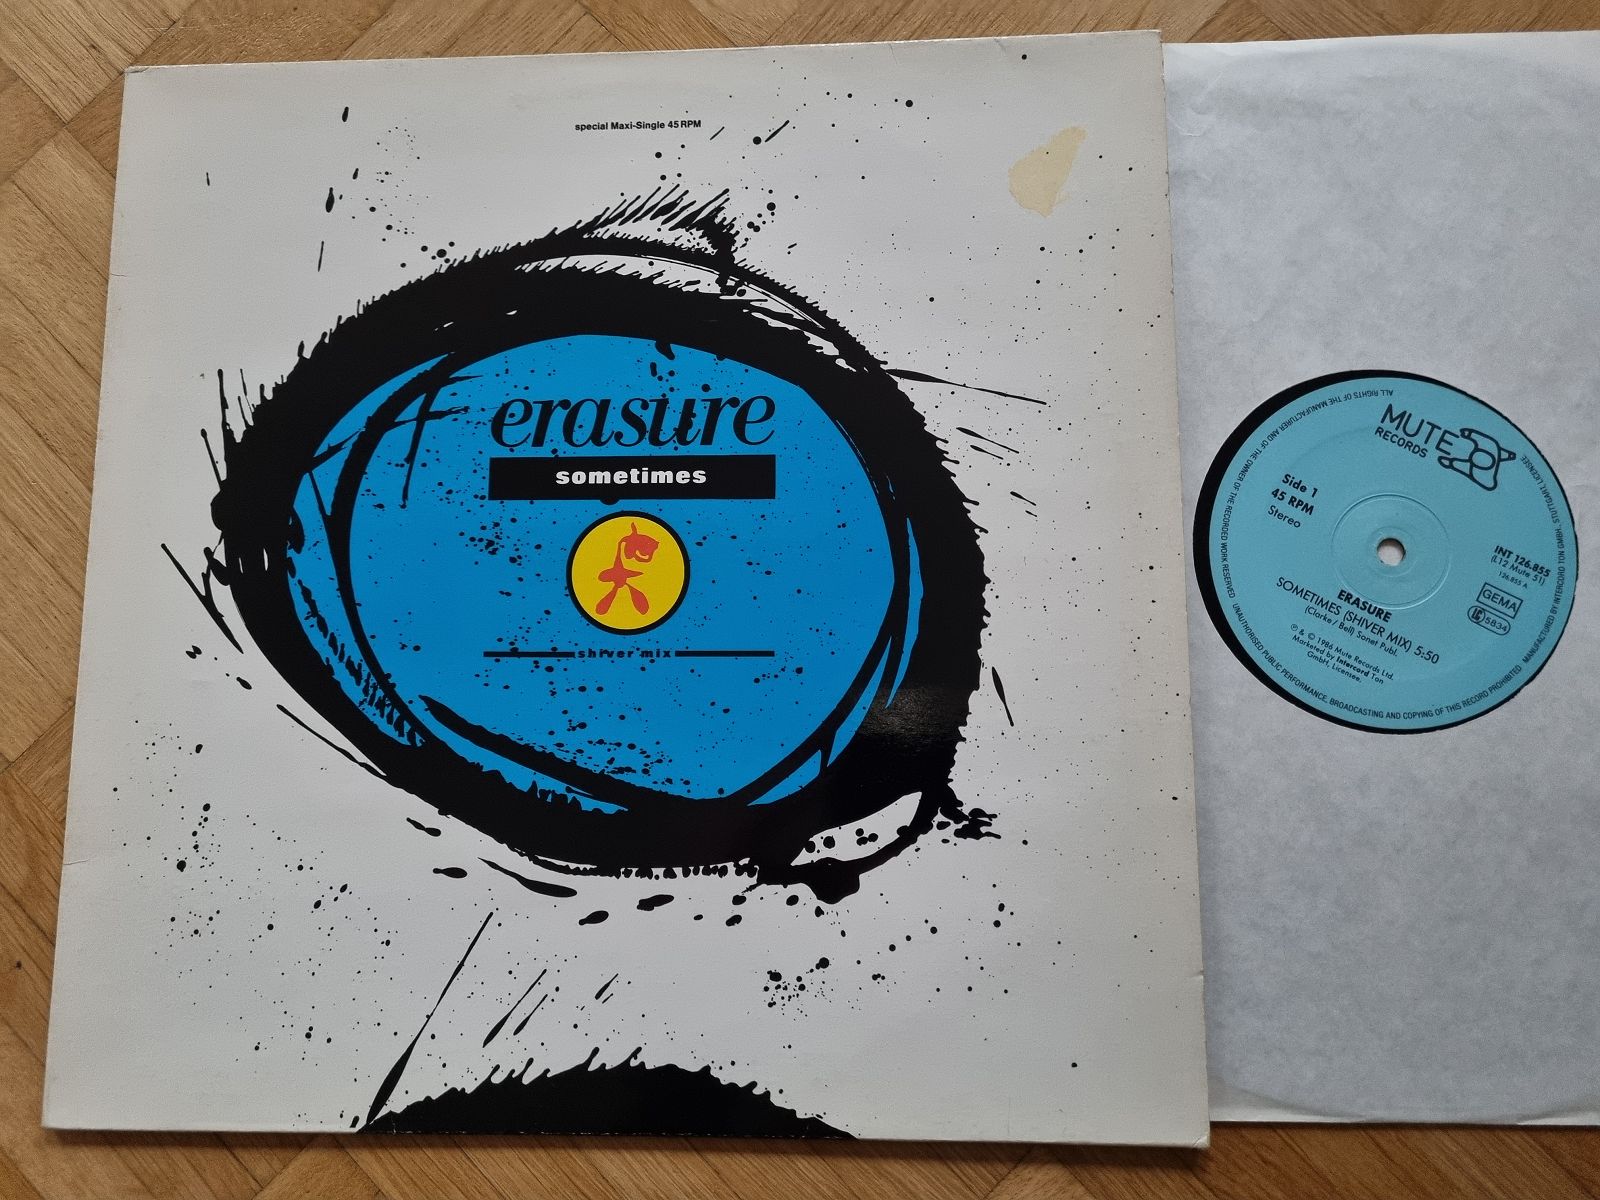 special Maxi-Single 45 RPM
erasure
sometimes
shiver mix
MUTE
RECORDS
Side 1
45 RPM
Stereo
INT 126.855
(L12 Mute 51)
126.855 A
GEMA
LC 5834
ERASURE
SOMETIMES (SHIVER MIX) 5:50
(Clarke / Bell) Sonet Publ.
℗ & © 1986 Mute Records Ltd.
Marketed by Intercord Ton
GmbH, Licensee.
ALL RIGHTS OF THE MANUFACTURER AND OF THE OWNER OF THE RECORDED WORK RESERVED   UNAUTHORISED PUBLIC PERFORMANCE, BROADCASTING AND COPYING OF THIS RECORD PROHIBITED   MANUFACTURED BY INTERCORD TON GMBH., STUTTGART, LICENSEE